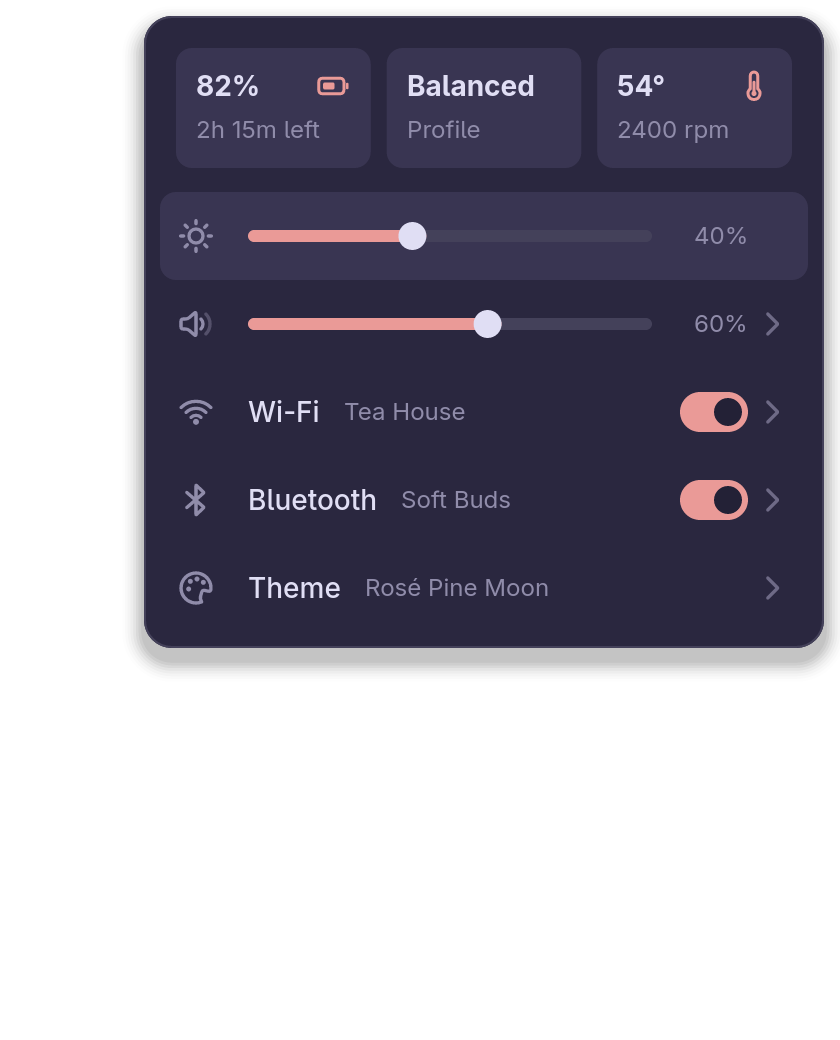 82%
2h 15m left
Balanced
Profile
54°
2400 rpm
40%
60%
Wi-Fi Tea House
Bluetooth Soft Buds
Theme Rosé Pine Moon